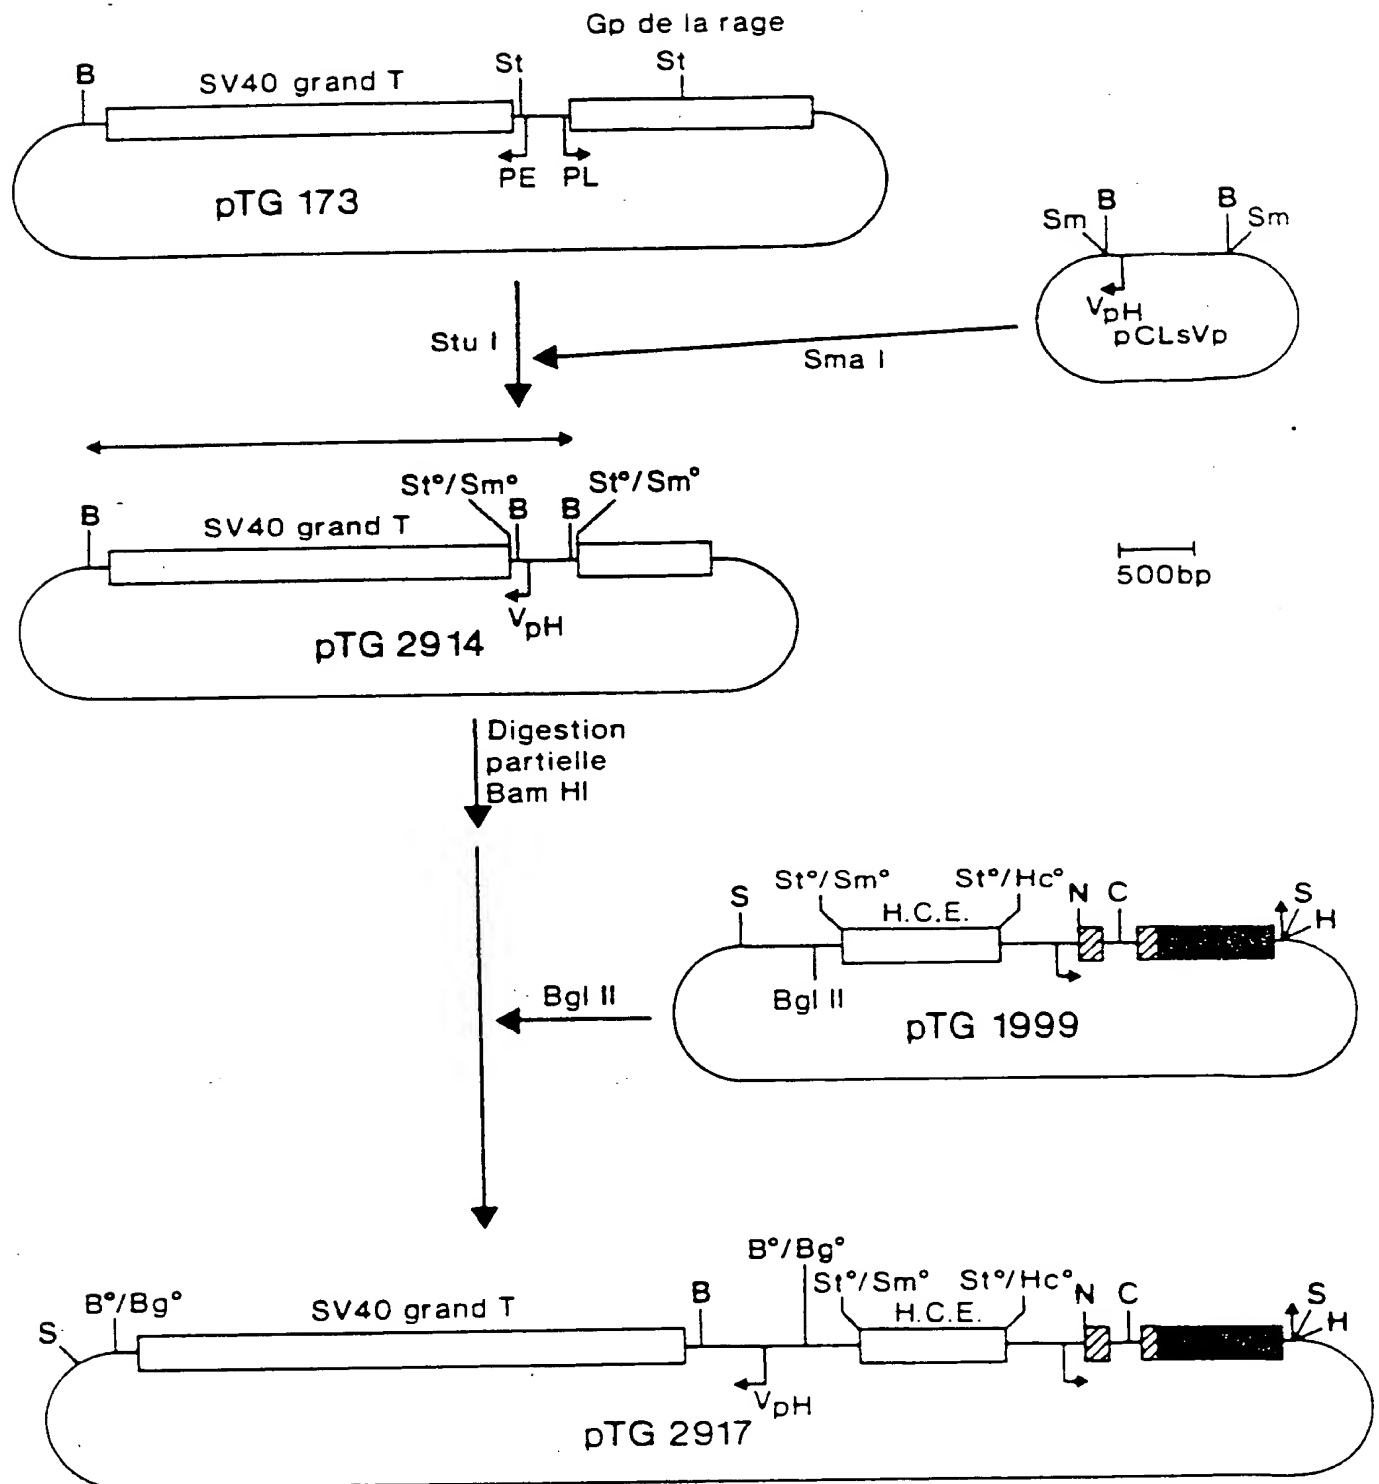 Gp de la rage
B
SV40 grand T
St
St
PE
PL
pTG 173
Sm
B
B
Sm
VpH
pCLsVp
Stu I
Sma I
St°/Sm°
St°/Sm°
B
SV40 grand T
B
B
VpH
pTG 2914
500bp
Digestion
partielle
Bam HI
S
St°/Sm°
H.C.E.
St°/Hc°
N
C
S
H
Bgl II
Bgl II
pTG 1999
S
B°/Bg°
SV40 grand T
B
B°/Bg°
St°/Sm°
H.C.E.
St°/Hc°
N
C
S
H
VpH
pTG 2917